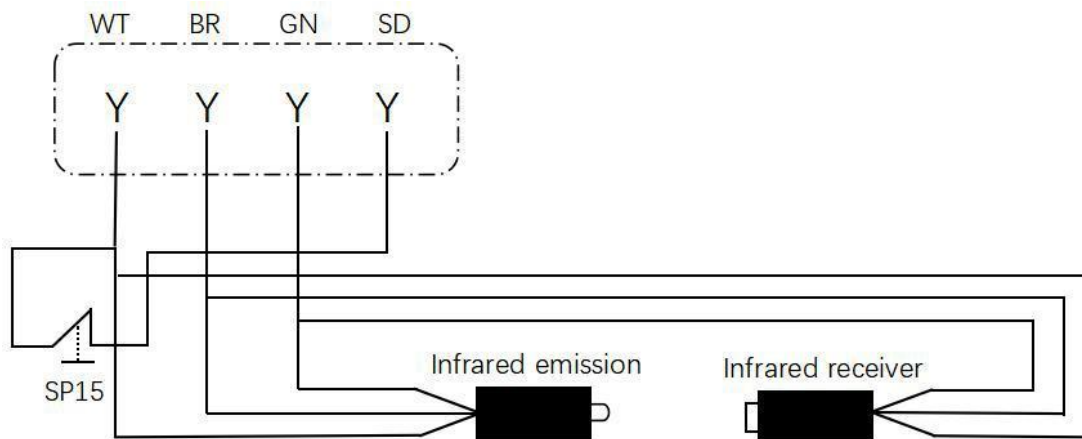 WT BR GN SD
Y Y Y Y
Infrared emission
Infrared receiver
SP15